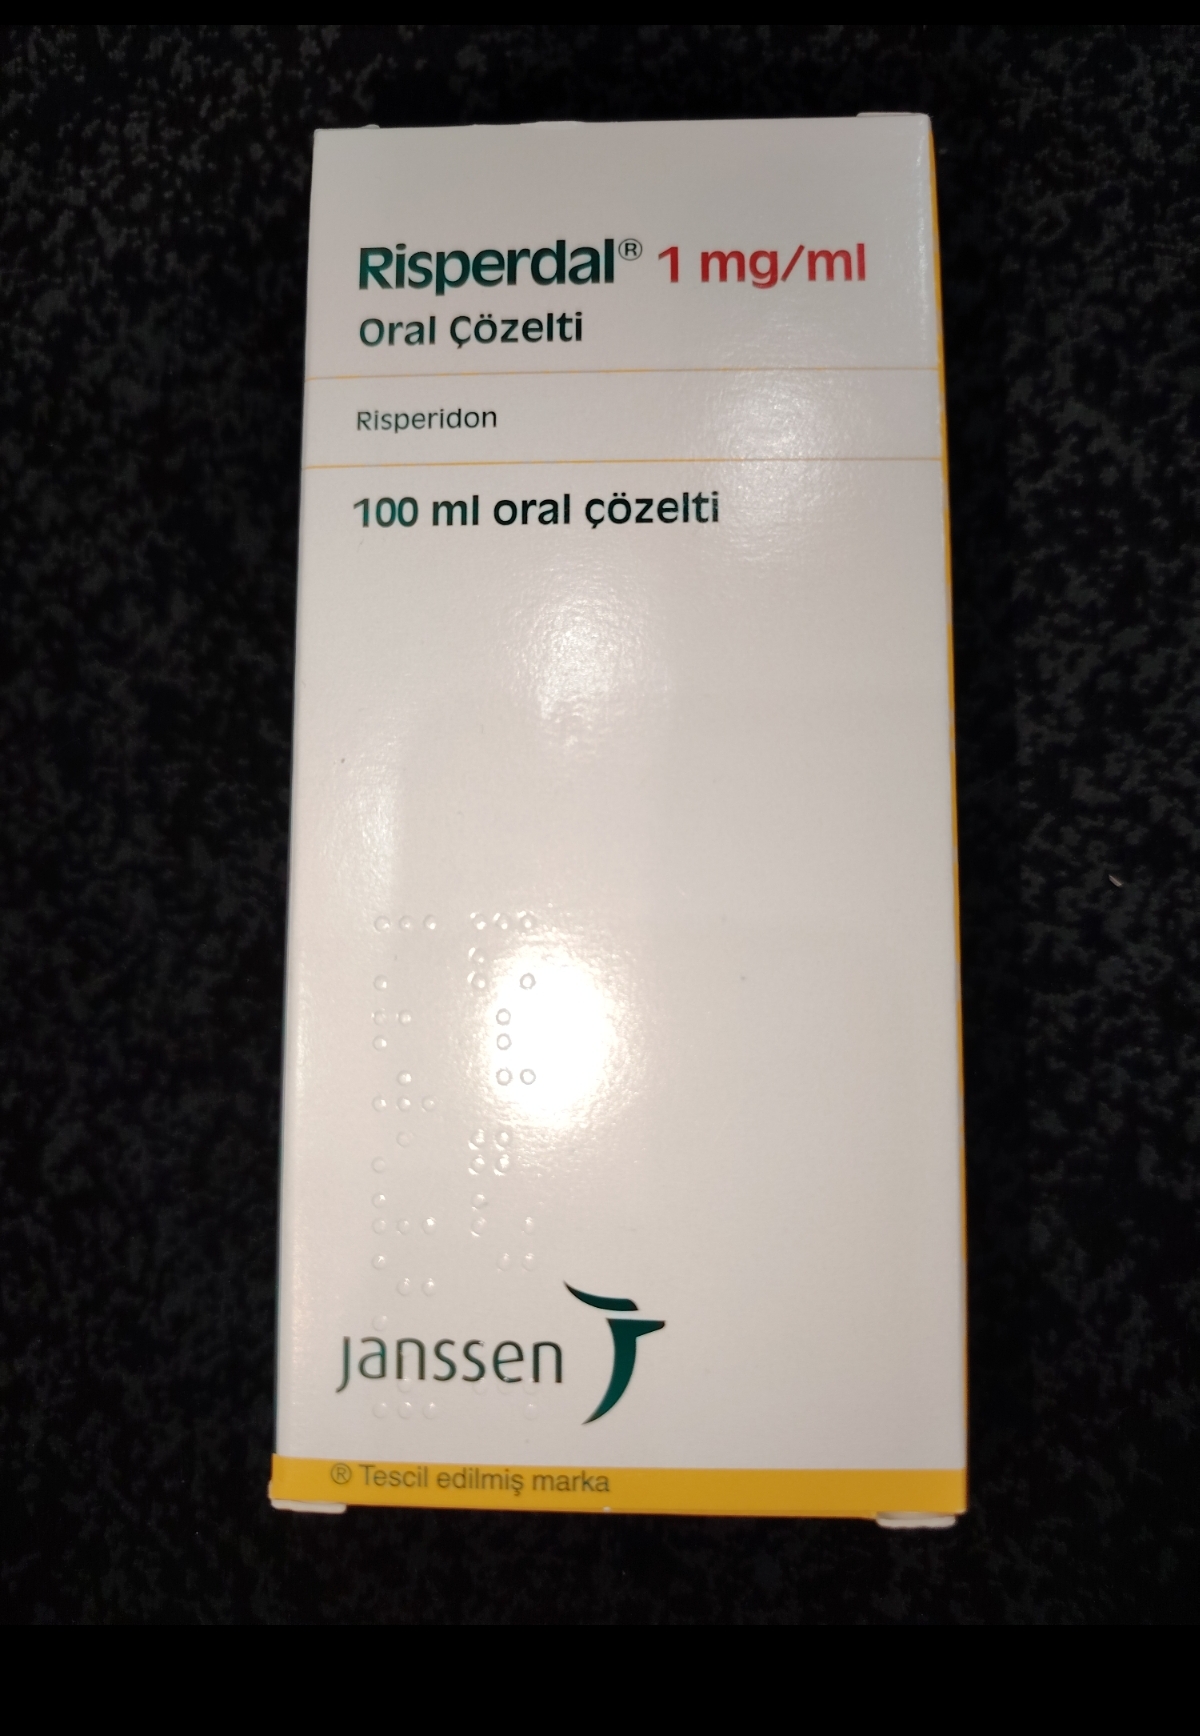 Risperdal® 1 mg/ml
Oral Çözelti
Risperidon
100 ml oral çözelti
Janssen
® Tescil edilmiş marka